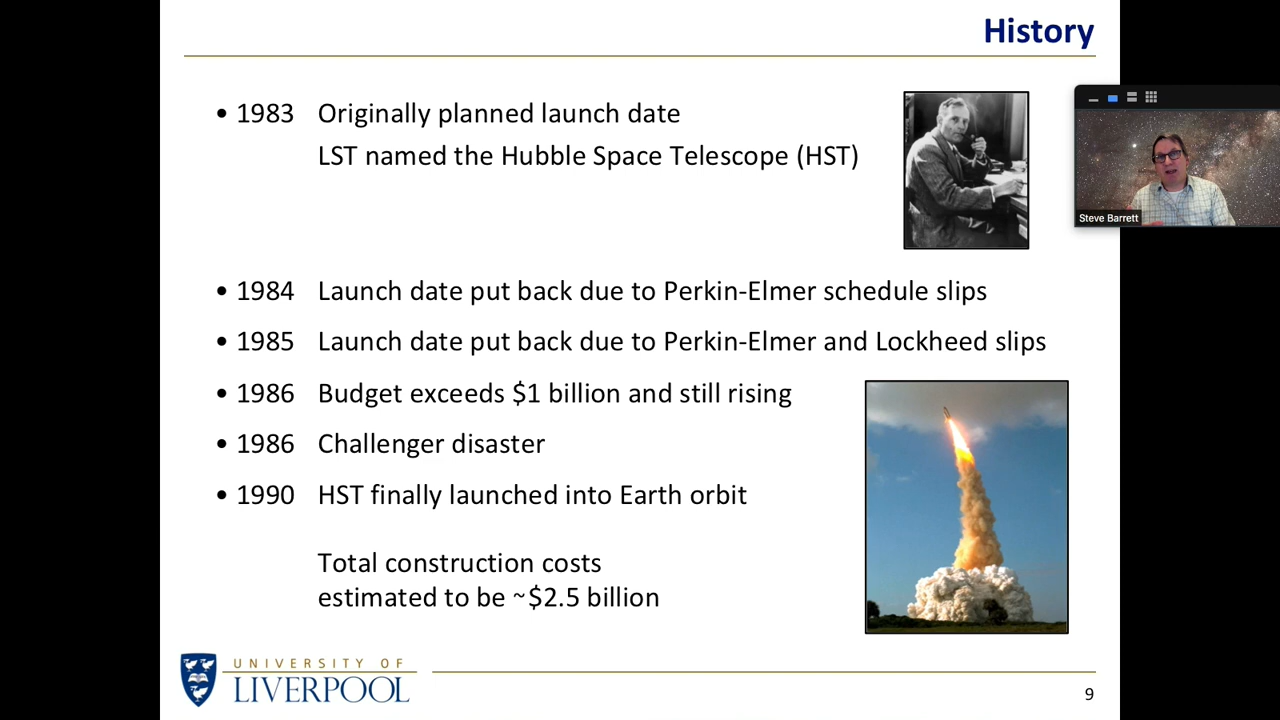 History
• 1983 Originally planned launch date
LST named the Hubble Space Telescope (HST)
Steve Barrett
• 1984 Launch date put back due to Perkin-Elmer schedule slips
• 1985 Launch date put back due to Perkin-Elmer and Lockheed slips
• 1986 Budget exceeds $1 billion and still rising
• 1986 Challenger disaster
• 1990 HST finally launched into Earth orbit
Total construction costs
estimated to be ~$2.5 billion
UNIVERSITY OF
LIVERPOOL
9